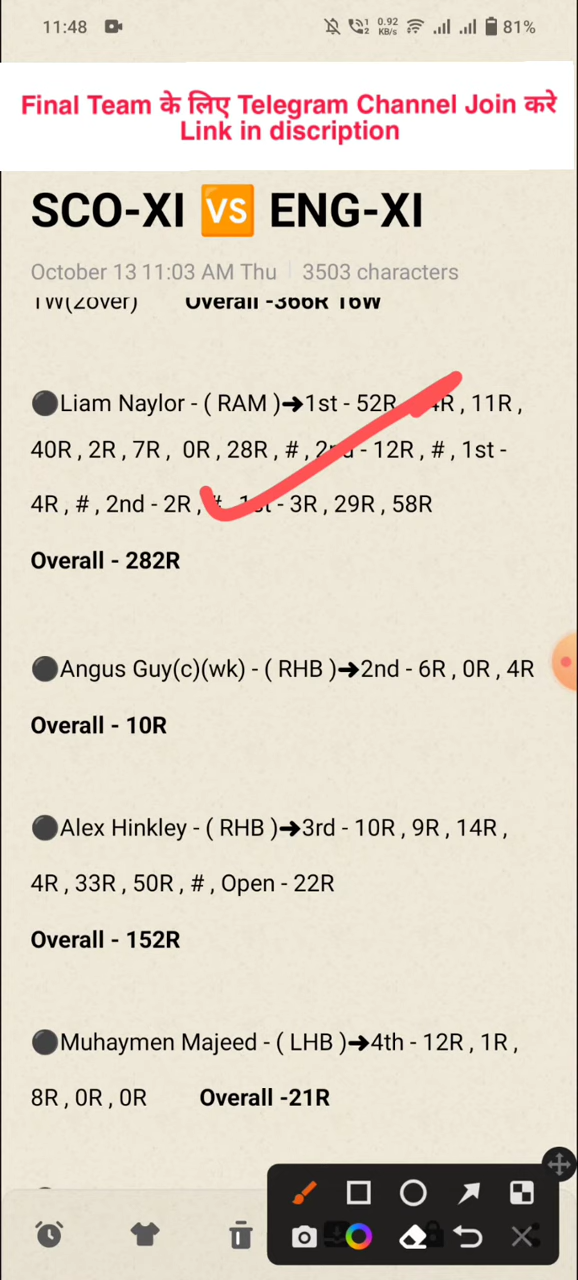 11:48 0.92 KB/s 81%
Final Team के लिए Telegram Channel Join करे
Link in discription
SCO-XI VS ENG-XI
October 13 11:03 AM Thu 3503 characters
1W(2over) Overall -366R 16W
Liam Naylor - ( RAM )➜1st - 52R , 11R ,
40R , 2R , 7R , 0R , 28R , # , 2nd - 12R , # , 1st -
4R , # , 2nd - 2R , # 1st - 3R , 29R , 58R
Overall - 282R
Angus Guy(c)(wk) - ( RHB )➜2nd - 6R , 0R , 4R
Overall - 10R
Alex Hinkley - ( RHB )➜3rd - 10R , 9R , 14R ,
4R , 33R , 50R , # , Open - 22R
Overall - 152R
Muhaymen Majeed - ( LHB )➜4th - 12R , 1R ,
8R , 0R , 0R Overall -21R